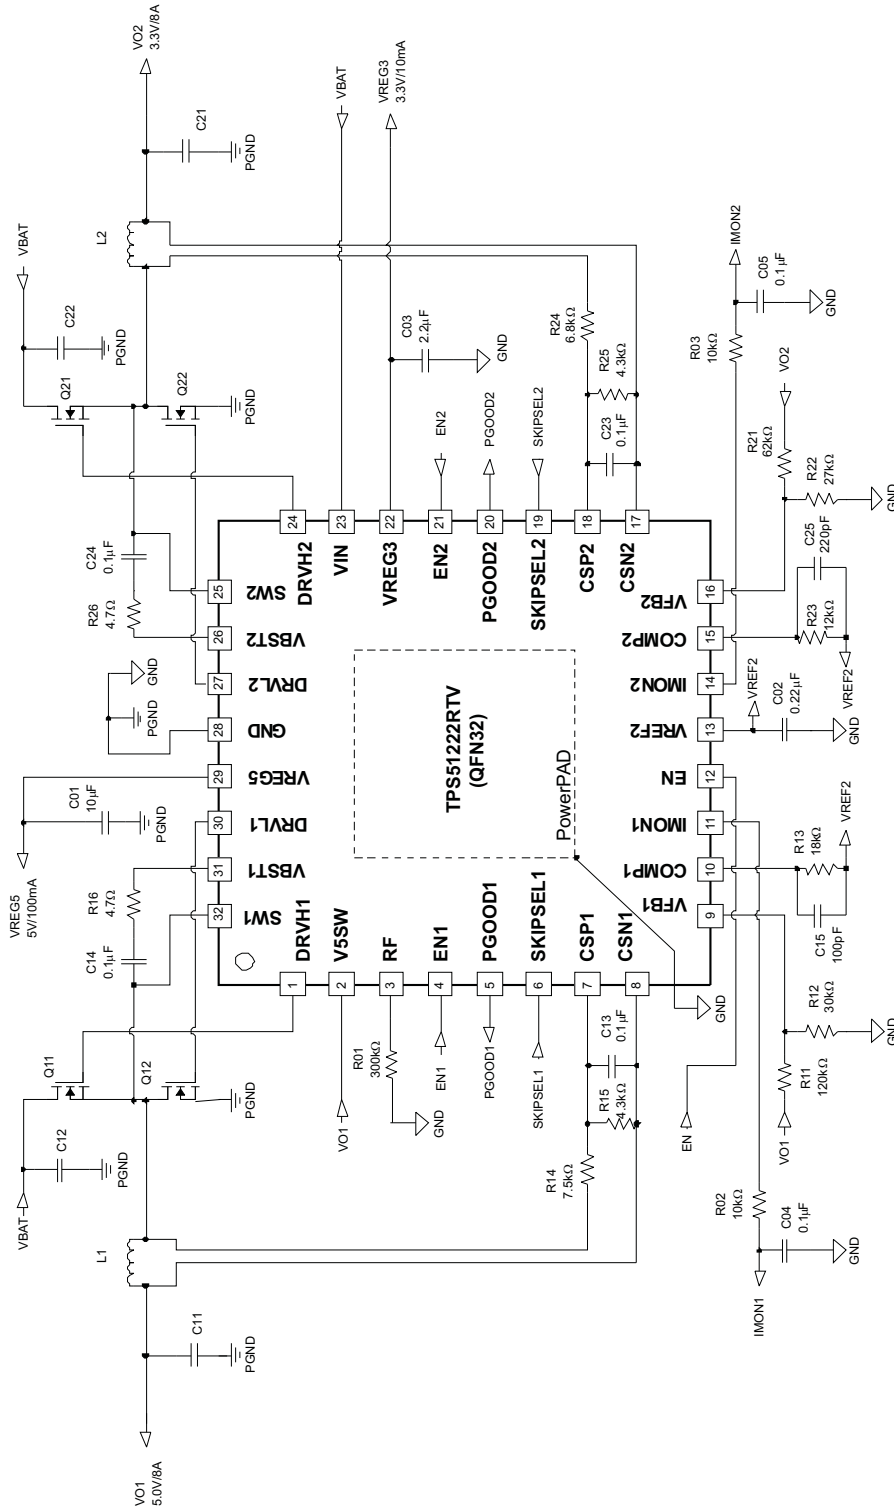 VO2
3.3V/8A
C21
PGND
VBAT
L2
C22
PGND
Q21
Q22
PGND
VBAT
VREG3
3.3V/10mA
C03
2.2μF
GND
R24
6.8kΩ
R25
4.3kΩ
C23
0.1μF
EN2
PGOOD2
SKIPSEL2
IMON2
C05
0.1μF
GND
R03
10kΩ
VO2
R21
62kΩ
R22
27kΩ
GND
C25
220pF
R23
12kΩ
VREF2
VREF2
C02
0.22μF
GND
C24
0.1μF
R26
4.7Ω
GND
PGND
C01
10μF
PGND
VREG5
5V/100mA
R16
4.7Ω
C14
0.1μF
24
DRVH2
23
VIN
22
VREG3
21
EN2
20
PGOOD2
19
SKIPSEL2
18
CSP2
17
CSN2
25
SW2
26
VBST2
27
DRVL2
28
GND
29
VREG5
30
DRVL1
31
VBST1
32
SW1
TPS51222RTV
(QFN32)
PowerPAD
16
VFB2
15
COMP2
14
IMON2
13
VREF2
12
EN
11
IMON1
10
COMP1
9
VFB1
1
DRVH1
2
V5SW
3
RF
4
EN1
5
PGOOD1
6
SKIPSEL1
7
CSP1
8
CSN1
GND
VREF2
R13
18kΩ
C15
100pF
R12
30kΩ
GND
R11
120kΩ
VO1
EN
R02
10kΩ
C04
0.1μF
GND
IMON1
Q11
Q12
PGND
C12
PGND
VBAT
L1
C11
PGND
VO1
5.0V/8A
VO1
R01
300kΩ
GND
EN1
PGOOD1
SKIPSEL1
C13
0.1μF
R15
4.3kΩ
R14
7.5kΩ